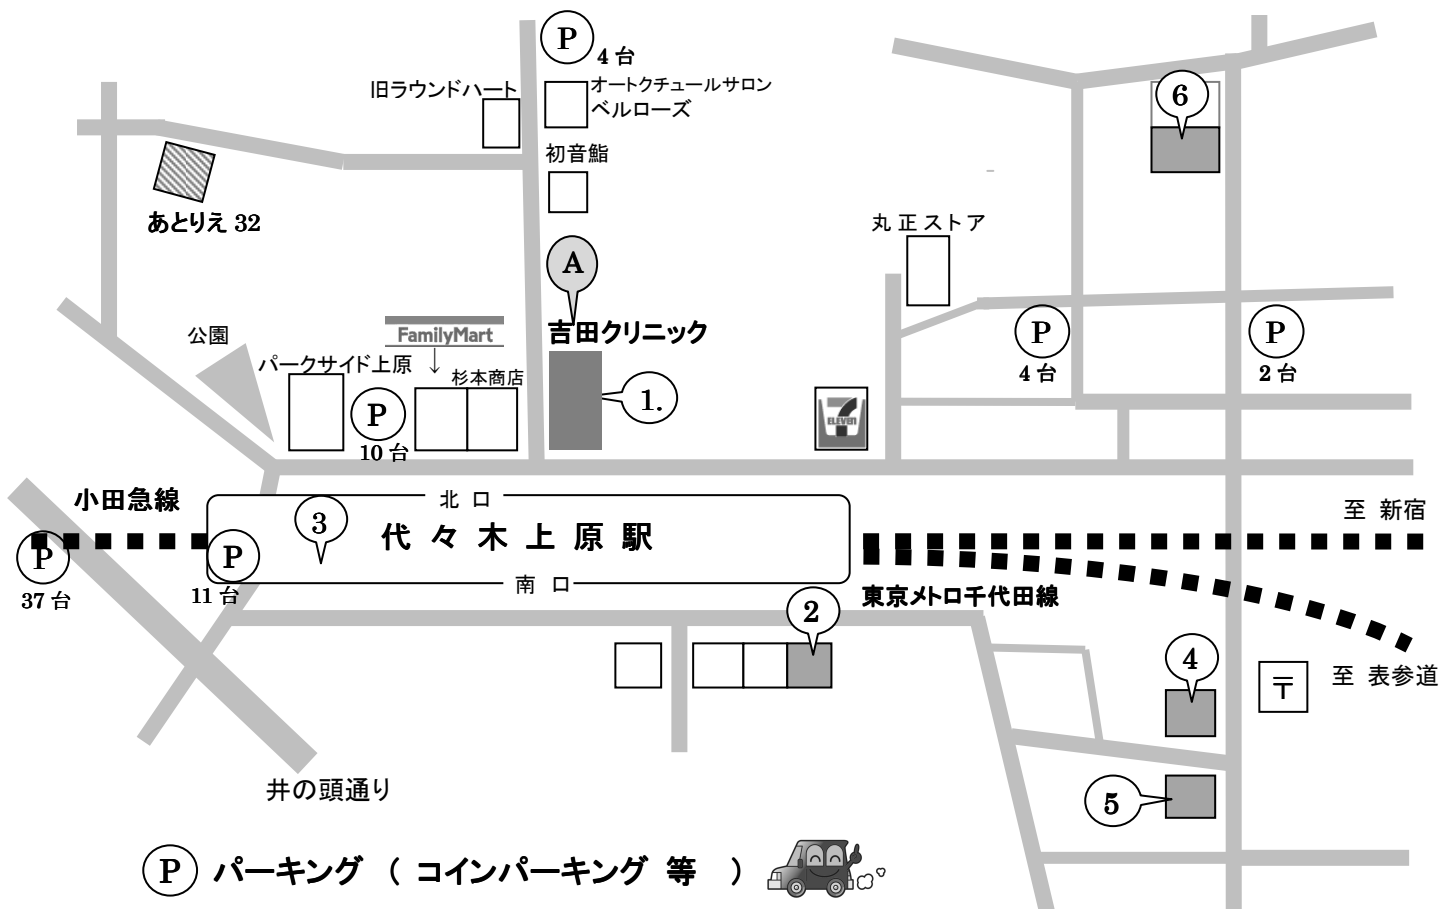 P
4 台
旧ラウンドハート
オートクチュールサロン
ベルローズ
6
初音鮨
あとりえ 32
丸 正 ス ト ア
A
吉田クリニック
公園
FamilyMart
パークサイド上原
杉本商店
P
10 台
1.
ELEVEN
P
4 台
P
2 台
小田急線
北 口
3
代 々 木 上 原 駅
南 口
至 新宿
P
37 台
P
11 台
東京メトロ千代田線
2
4
〒
至 表参道
5
井の頭通り
P パーキング ( コインパーキング 等 )